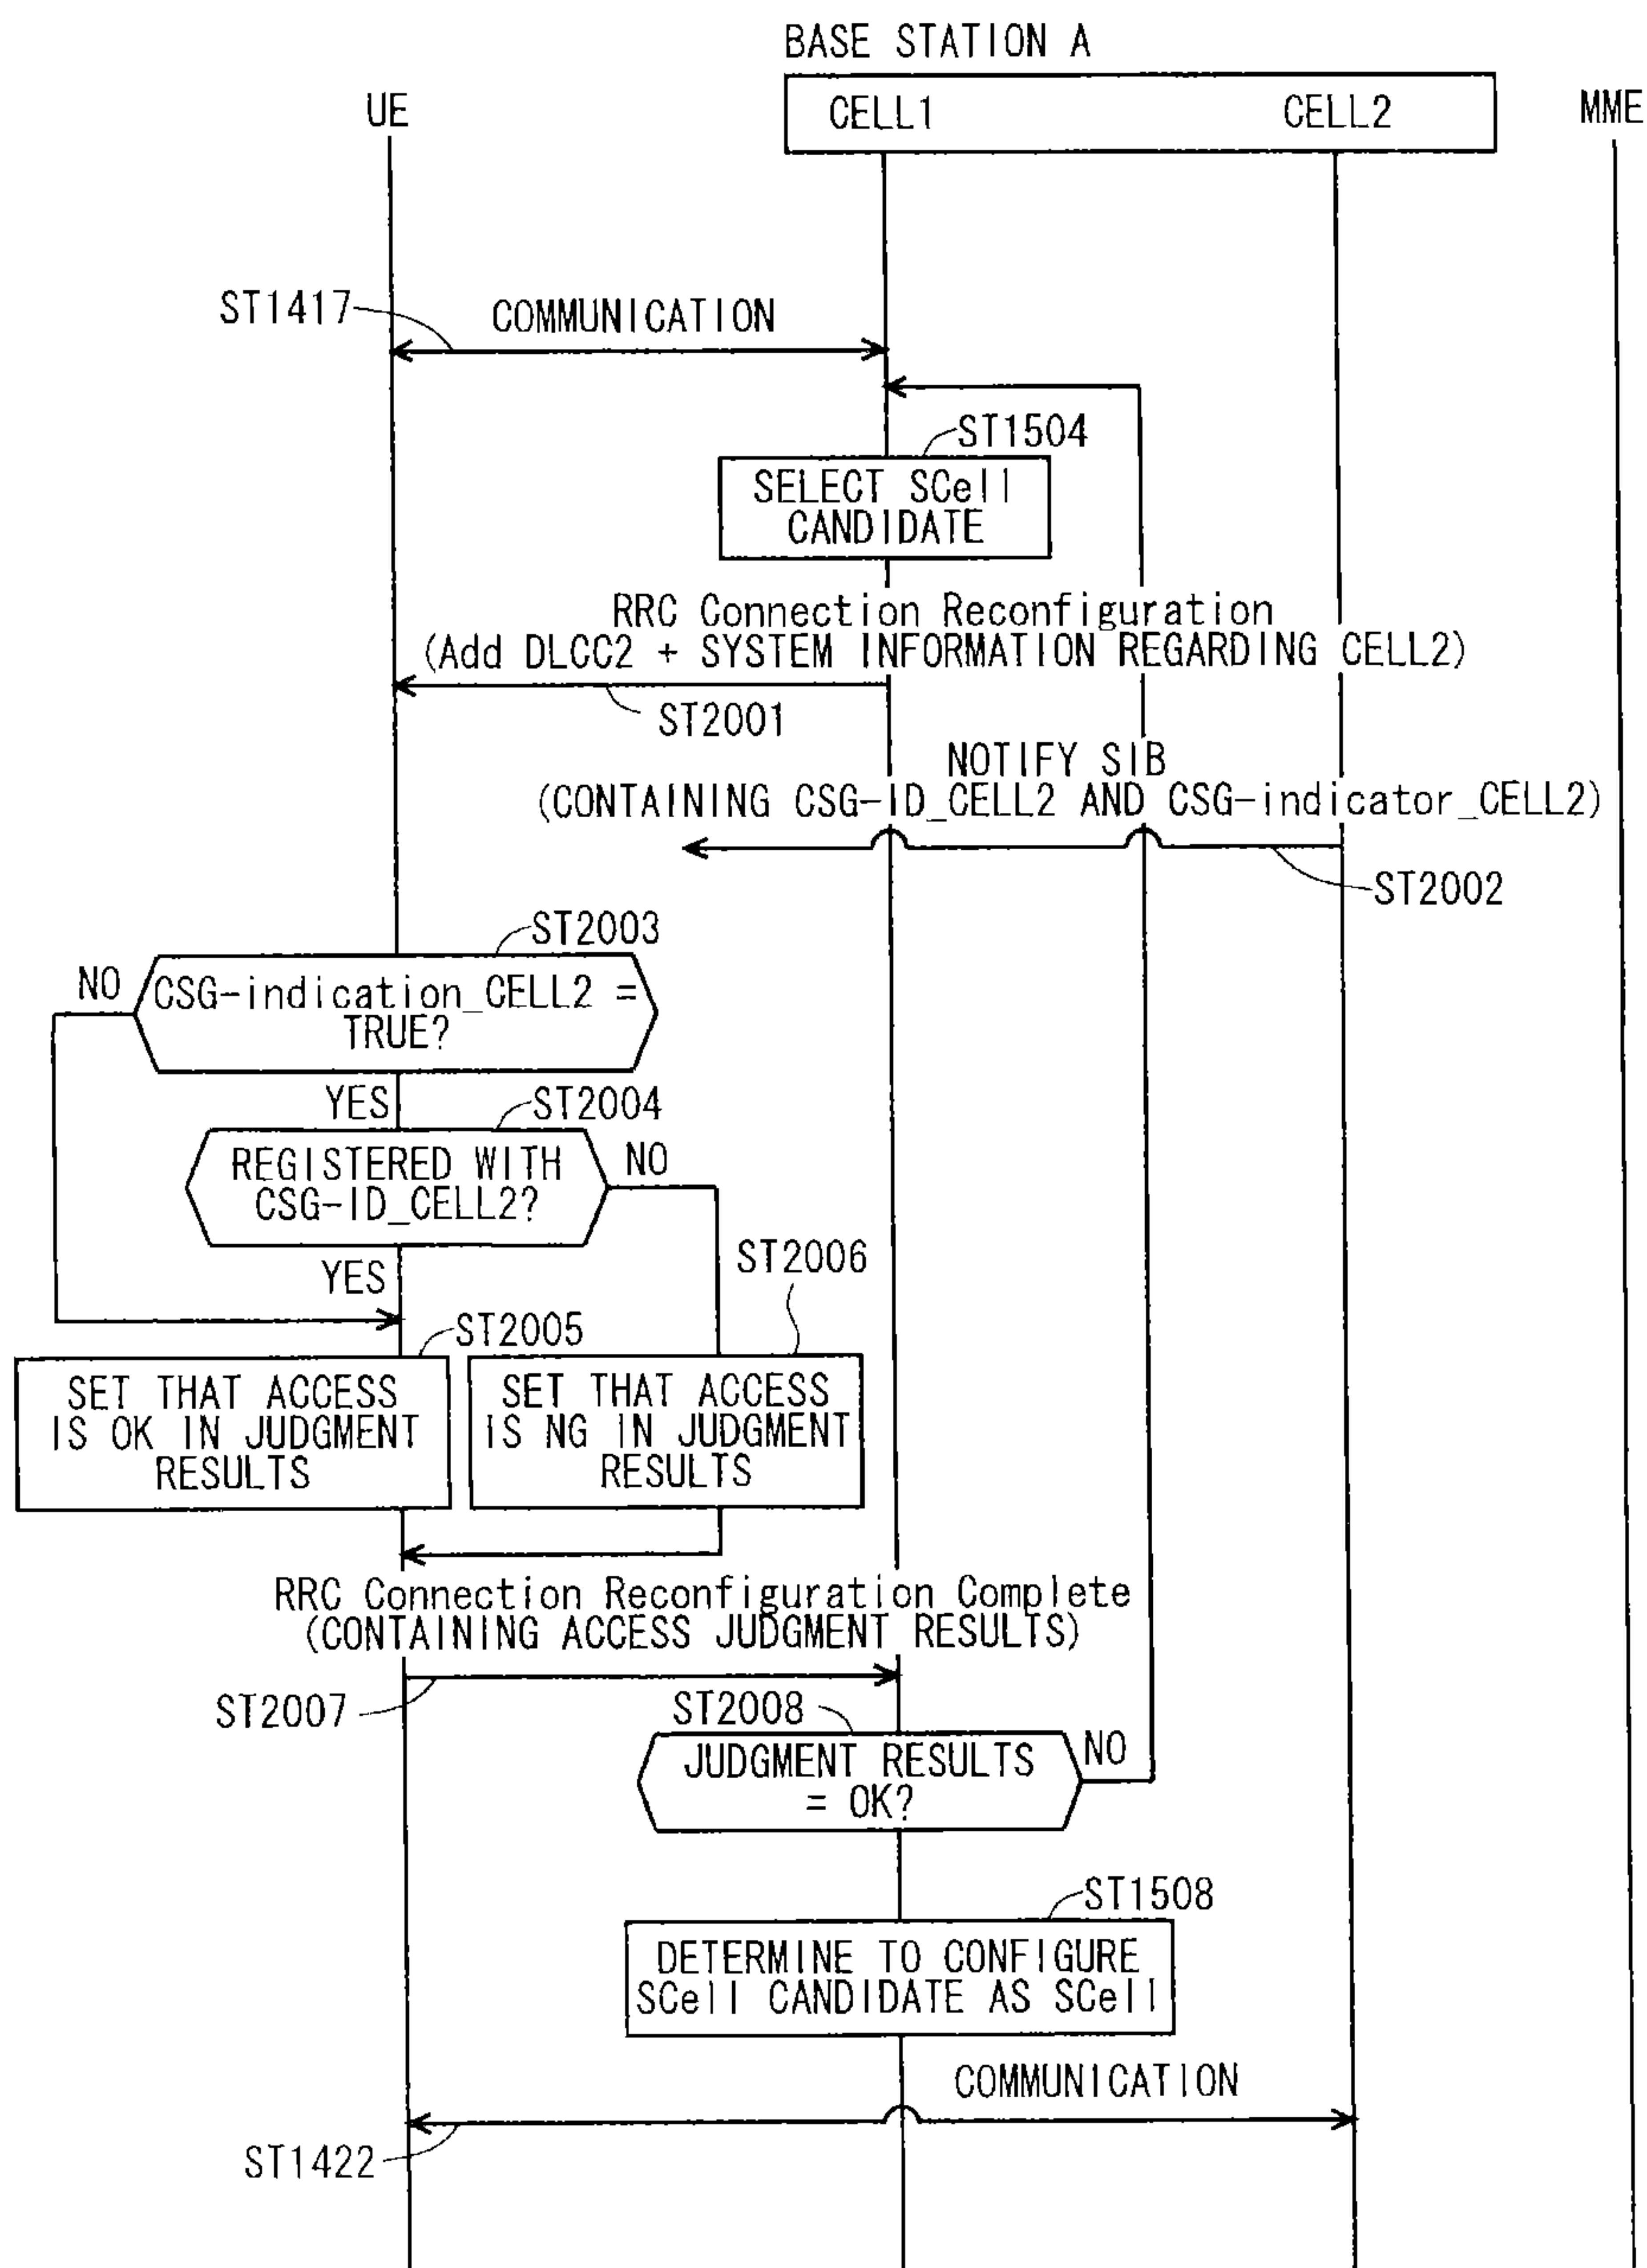 BASE STATION A
UE
CELL1
CELL2
MME
ST1417
COMMUNICATION
ST1504
SELECT SCell
CANDIDATE
RRC Connection Reconfiguration
(Add DLCC2 + SYSTEM INFORMATION REGARDING CELL2)
ST2001
NOTIFY SIB
(CONTAINING CSG-ID_CELL2 AND CSG-indicator_CELL2)
ST2002
ST2003
NO
CSG-indication_CELL2 =
TRUE?
YES
ST2004
REGISTERED WITH
CSG-ID_CELL2?
NO
YES
ST2006
ST2005
SET THAT ACCESS
IS OK IN JUDGMENT
RESULTS
SET THAT ACCESS
IS NG IN JUDGMENT
RESULTS
RRC Connection Reconfiguration Complete
(CONTAINING ACCESS JUDGMENT RESULTS)
ST2007
ST2008
JUDGMENT RESULTS
= OK?
NO
ST1508
DETERMINE TO CONFIGURE
SCell CANDIDATE AS SCell
COMMUNICATION
ST1422